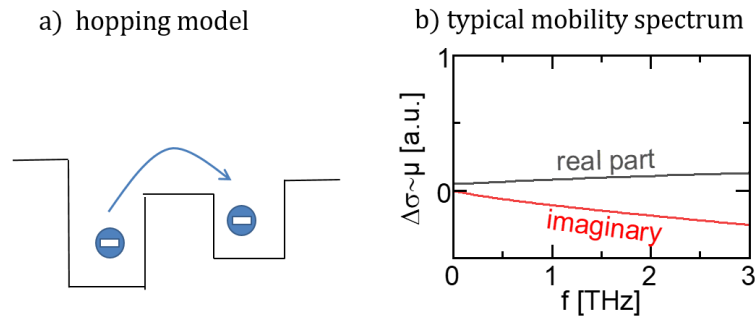 a) hopping model
b) typical mobility spectrum
1
0
Δσ~μ [a.u.]
real part
imaginary
0
1
2
3
f [THz]